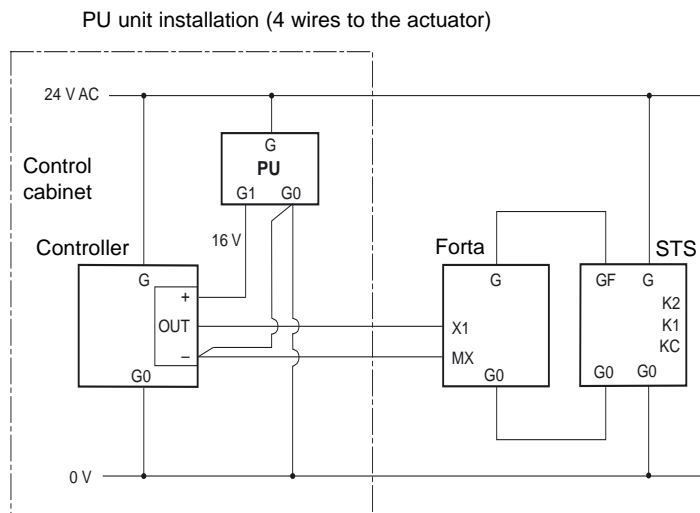 PU unit installation (4 wires to the actuator)
24 V AC
G
PU
G1 G0
Control
cabinet
16 V
Controller
G
+
OUT
–
G0
Forta
G
X1
MX
G0
STS
GF G
K2
K1
KC
G0 G0
0 V